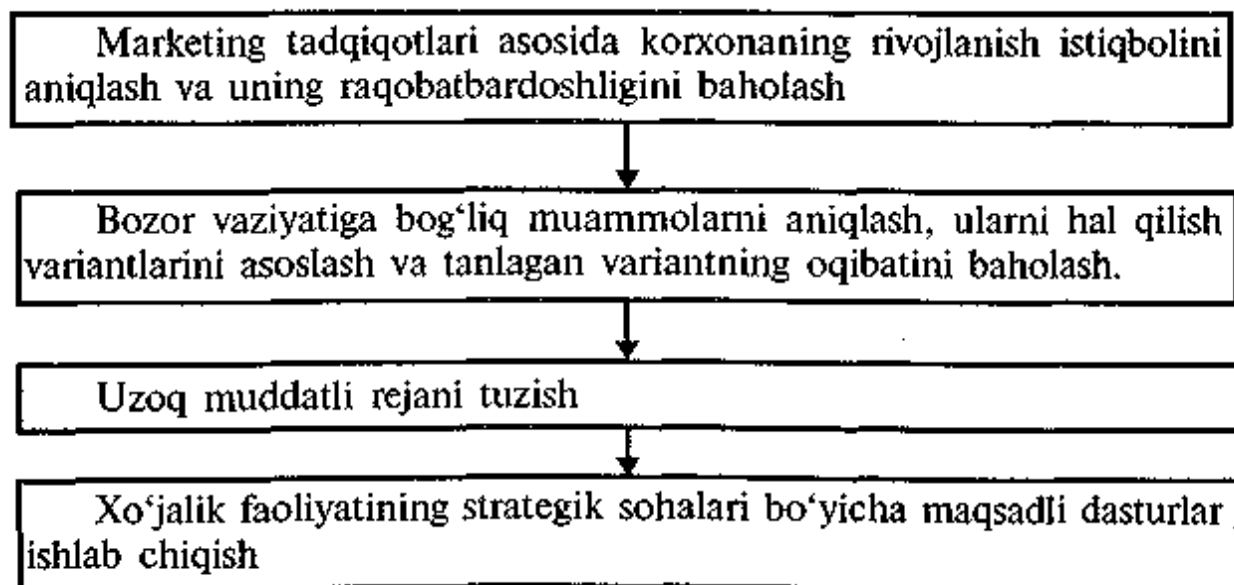 Marketing tadqiqotlari asosida korxonaning rivojlanish istiqbolini
aniqlash va uning raqobatbardoshligini baholash
Bozor vaziyatiga bog‘liq muammolarni aniqlash, ularni hal qilish
variantlarini asoslash va tanlagan variantning oqibatini baholash.
Uzoq muddatli rejani tuzish
Xo‘jalik faoliyatining strategik sohalari bo‘yicha maqsadli dasturlar
ishlab chiqish